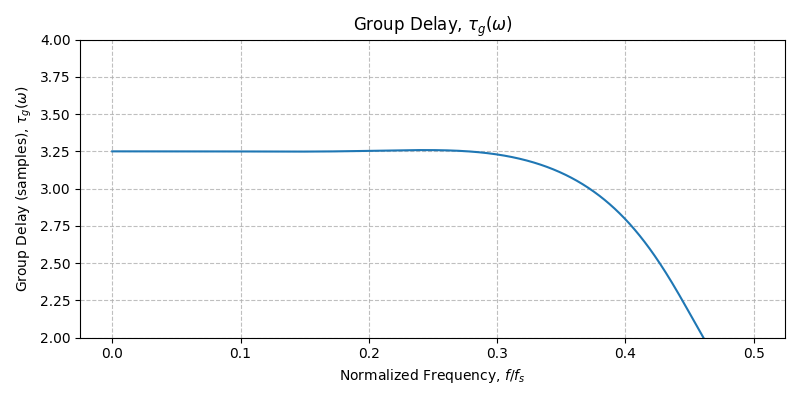 Group Delay, τg(ω)
Group Delay (samples), τg(ω)
4.00
3.75
3.50
3.25
3.00
2.75
2.50
2.25
2.00
0.0 0.1 0.2 0.3 0.4 0.5
Normalized Frequency, f/fs